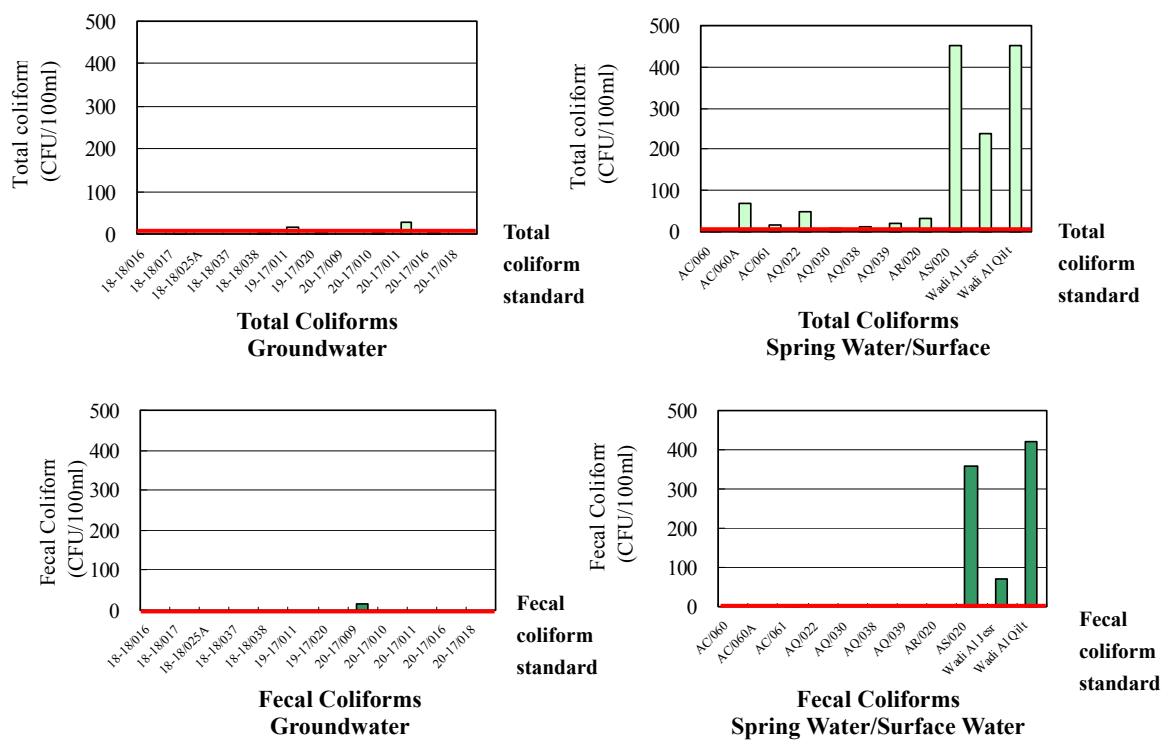 500
400
300
200
100
0
Total coliform
(CFU/100ml)
18-18/016
18-18/017
18-18/025A
18-18/037
18-18/038
19-17/011
19-17/020
20-17/009
20-17/010
20-17/011
20-17/016
20-17/018
Total
coliform
standard
Total Coliforms
Groundwater
500
400
300
200
100
0
Total coliform
(CFU/100ml)
AC/060
AC/060A
AC/061
AQ/022
AQ/030
AQ/038
AQ/039
AR/020
AS/020
Wadi Al Jesr
Wadi Al Qilt
Total
coliform
standard
Total Coliforms
Spring Water/Surface
500
400
300
200
100
0
Fecal Coliform
(CFU/100ml)
18-18/016
18-18/017
18-18/025A
18-18/037
18-18/038
19-17/011
19-17/020
20-17/009
20-17/010
20-17/011
20-17/016
20-17/018
Fecal
coliform
standard
Fecal Coliforms
Groundwater
500
400
300
200
100
0
Fecal Coliform
(CFU/100ml)
AC/060
AC/060A
AC/061
AQ/022
AQ/030
AQ/038
AQ/039
AR/020
AS/020
Wadi Al Jesr
Wadi Al Qilt
Fecal
coliform
standard
Fecal Coliforms
Spring Water/Surface Water